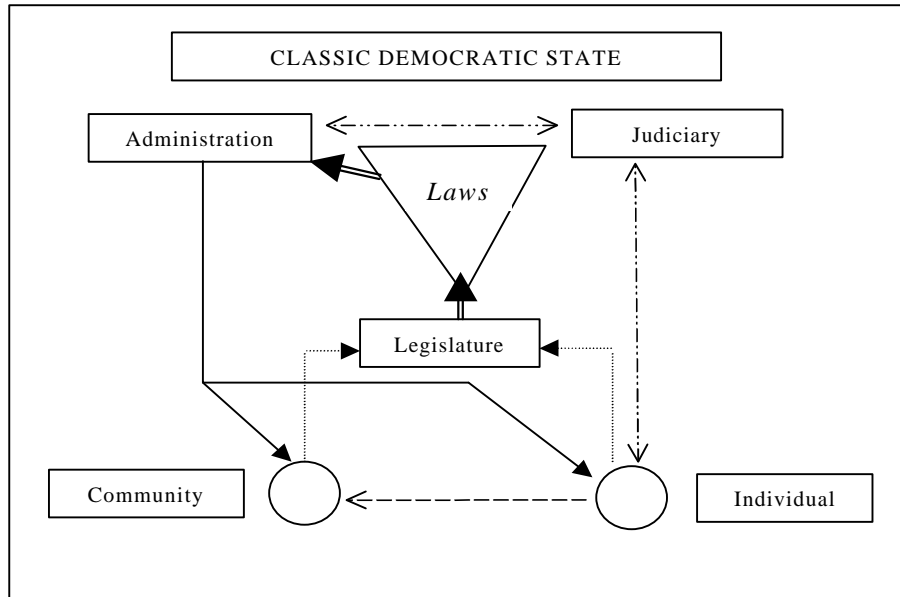 CLASSIC DEMOCRATIC STATE
Administration
Judiciary
Laws
Legislature
Community
Individual